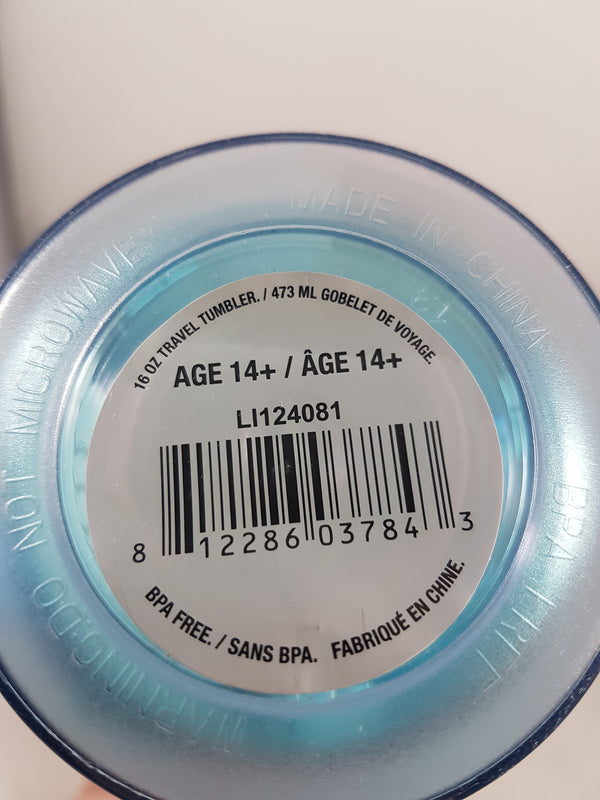 MADE IN CHINA
BPA FREE
WARNING:DO NOT MICROWAVE
13
16 OZ TRAVEL TUMBLER. / 473 ML GOBELET DE VOYAGE.
AGE 14+ / ÂGE 14+
LI124081
8 12286 03784 3
BPA FREE. / SANS BPA. FABRIQUÉ EN CHINE.